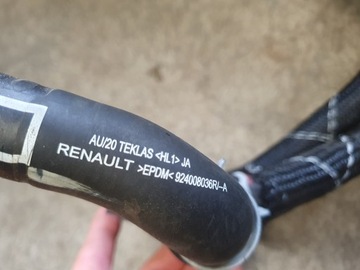 AU/20 TEKLAS <HL1> JA
RENAULT >EPDM< 924008036R/-A